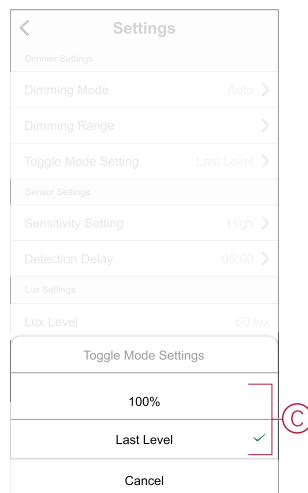 Settings
Dimmer Settings
Dimming Mode Auto
Dimming Range
Toggle Mode Setting Last Level
Sensor Settings
Sensitivity Setting High
Detection Delay 05:00
Lux Settings
Lux Level 60 lux
Toggle Mode Settings
100%
Last Level
C
Cancel